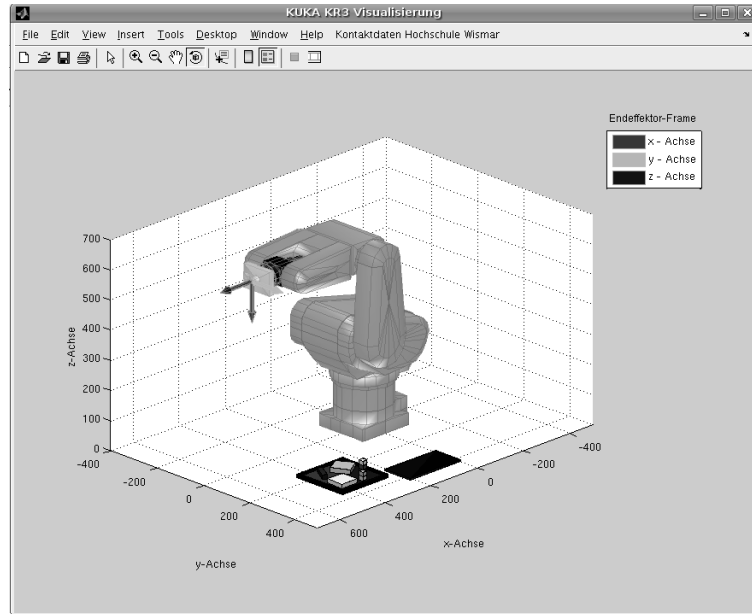 KUKA KR3 Visualisierung
File Edit View Insert Tools Desktop Window Help Kontaktdaten Hochschule Wismar
Endeffektor-Frame
x - Achse
y - Achse
z - Achse
700
600
500
400
300
200
100
0
z-Achse
-400
-200
0
200
400
y-Achse
600
400
200
0
-200
-400
x-Achse